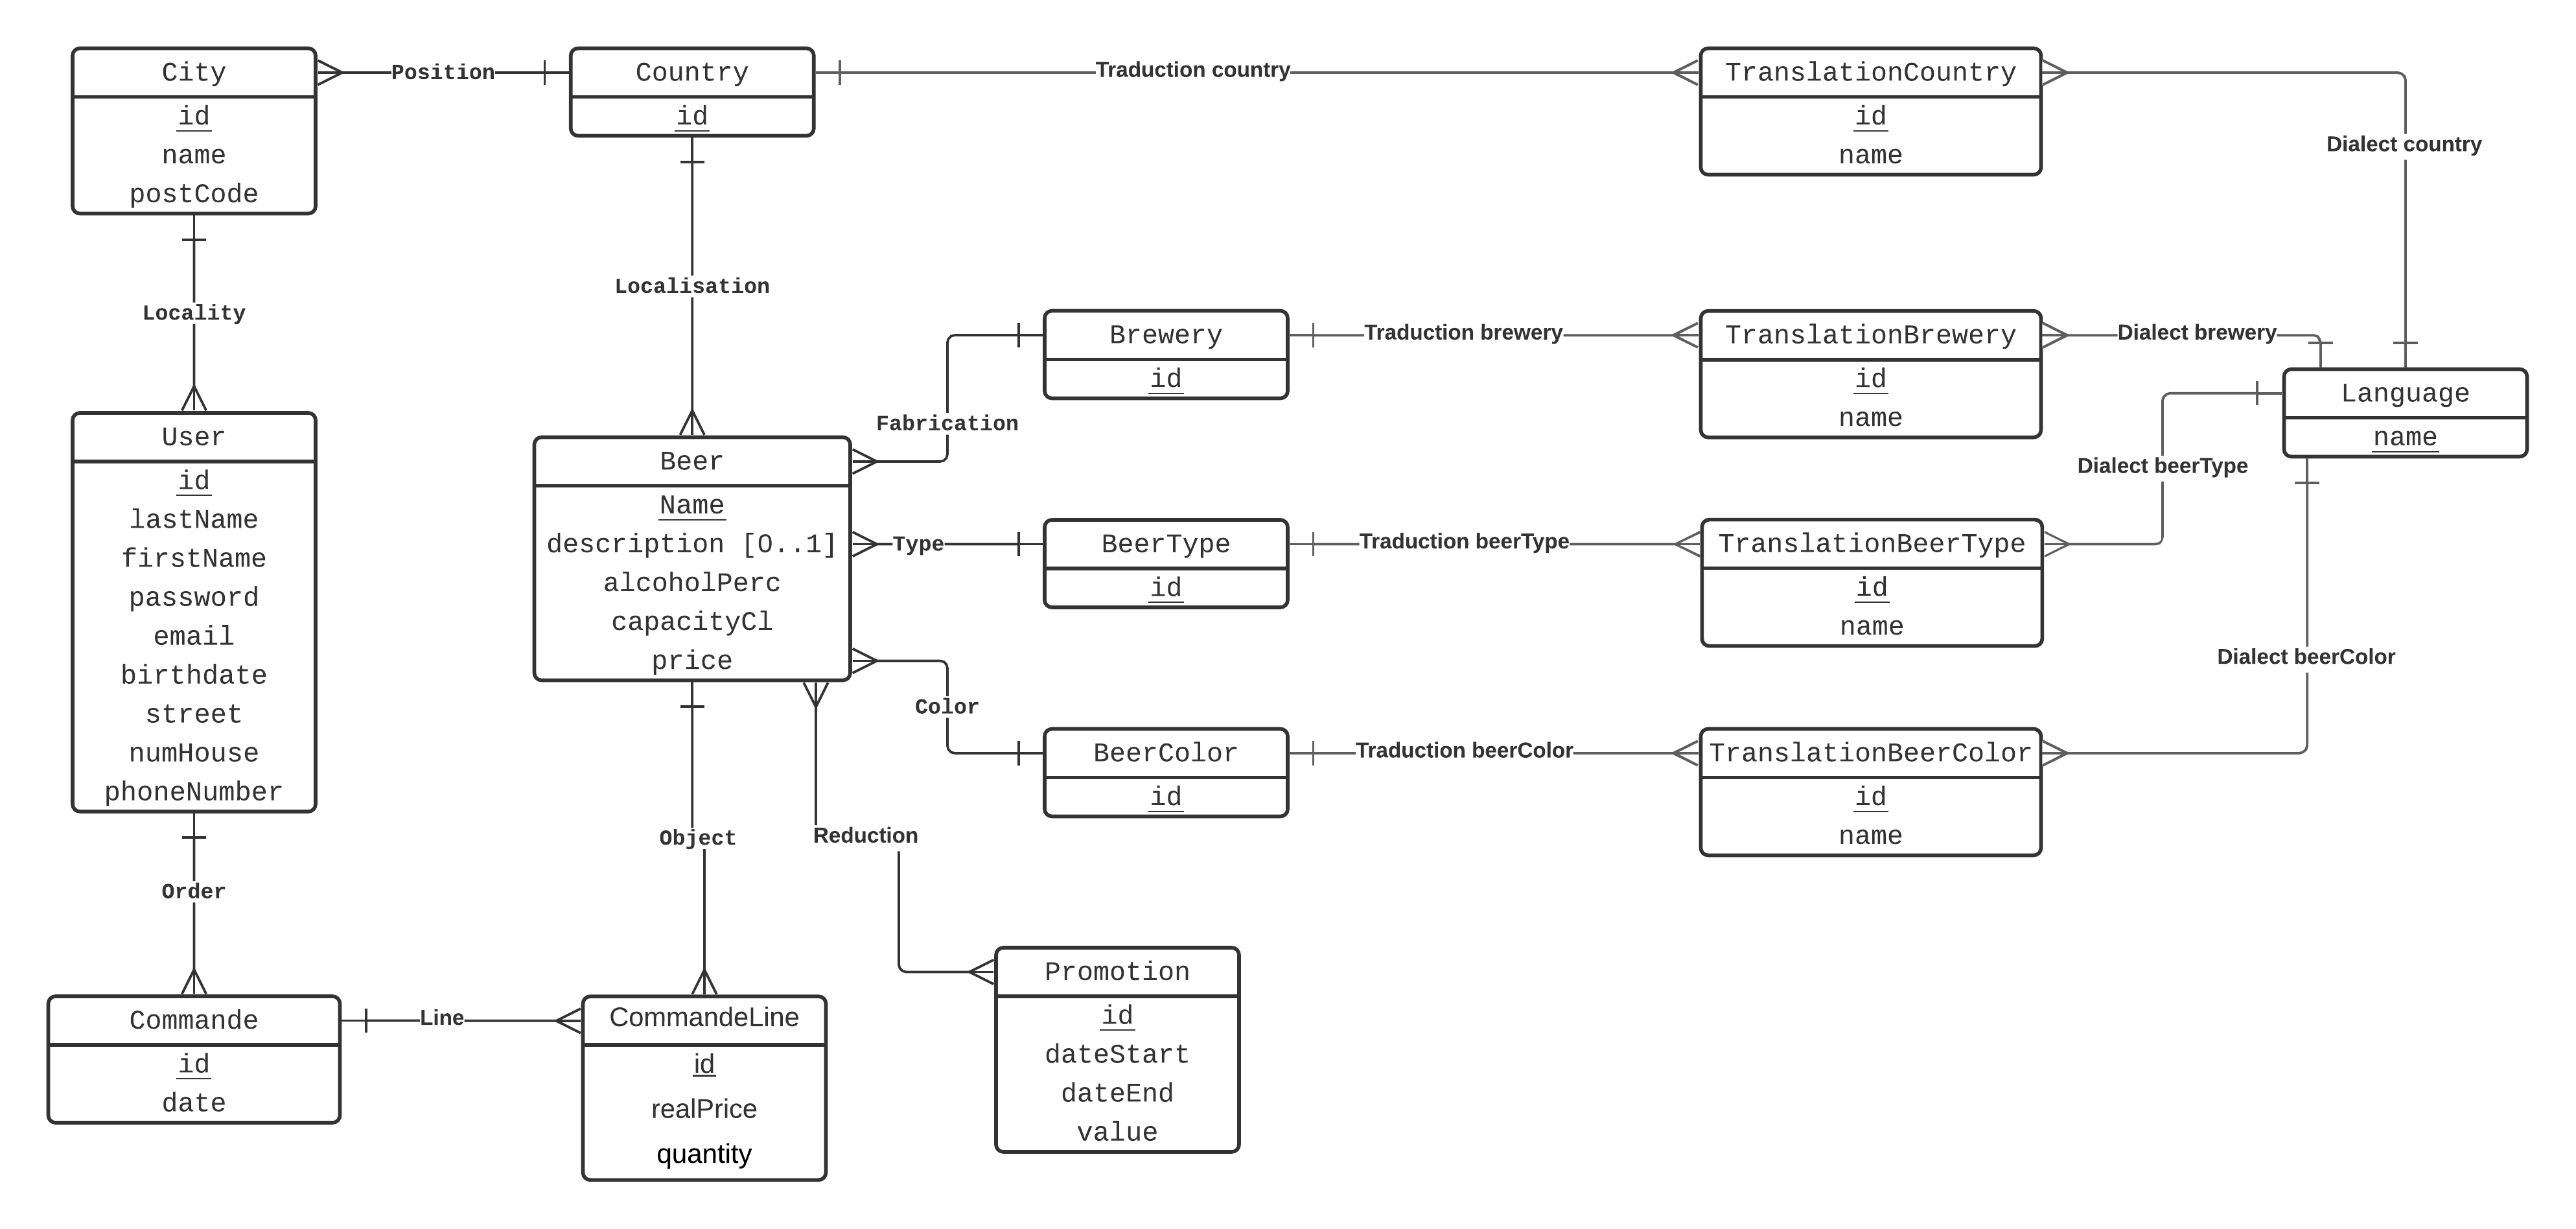 City
id
name
postCode
Position
Country
id
Traduction country
TranslationCountry
id
name
Dialect country
Locality
Localisation
User
id
lastName
firstName
password
email
birthdate
street
numHouse
phoneNumber
Beer
Name
description [0..1]
alcoholPerc
capacityCl
price
Fabrication
Brewery
id
Traduction brewery
TranslationBrewery
id
name
Dialect brewery
Language
name
Type
BeerType
id
Traduction beerType
TranslationBeerType
id
name
Dialect beerType
Color
BeerColor
id
Traduction beerColor
TranslationBeerColor
id
name
Dialect beerColor
Order
Object
Reduction
Commande
id
date
Line
CommandeLine
id
realPrice
quantity
Promotion
id
dateStart
dateEnd
value